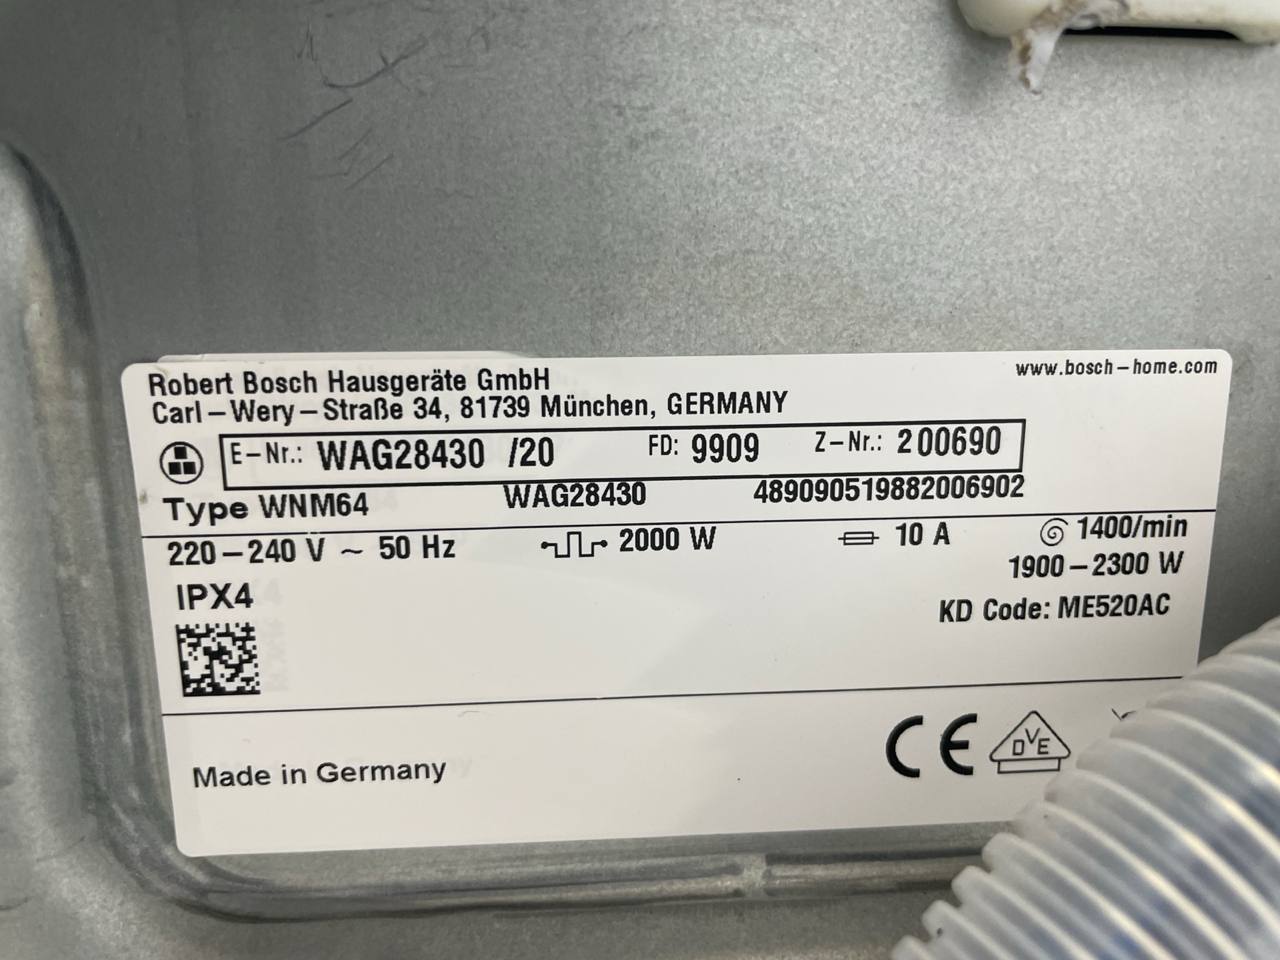 Robert Bosch Hausgeräte GmbH
www.bosch-home.com
Carl-Wery-Straße 34, 81739 München, GERMANY
E-Nr.: WAG28430 /20 FD: 9909 Z-Nr.: 200690
Type WNM64 WAG28430 489090519882006902
220-240 V ~ 50 Hz 2000 W 10 A 1400/min
1900-2300 W
IPX4
KD Code: ME520AC
Made in Germany
CE DVE